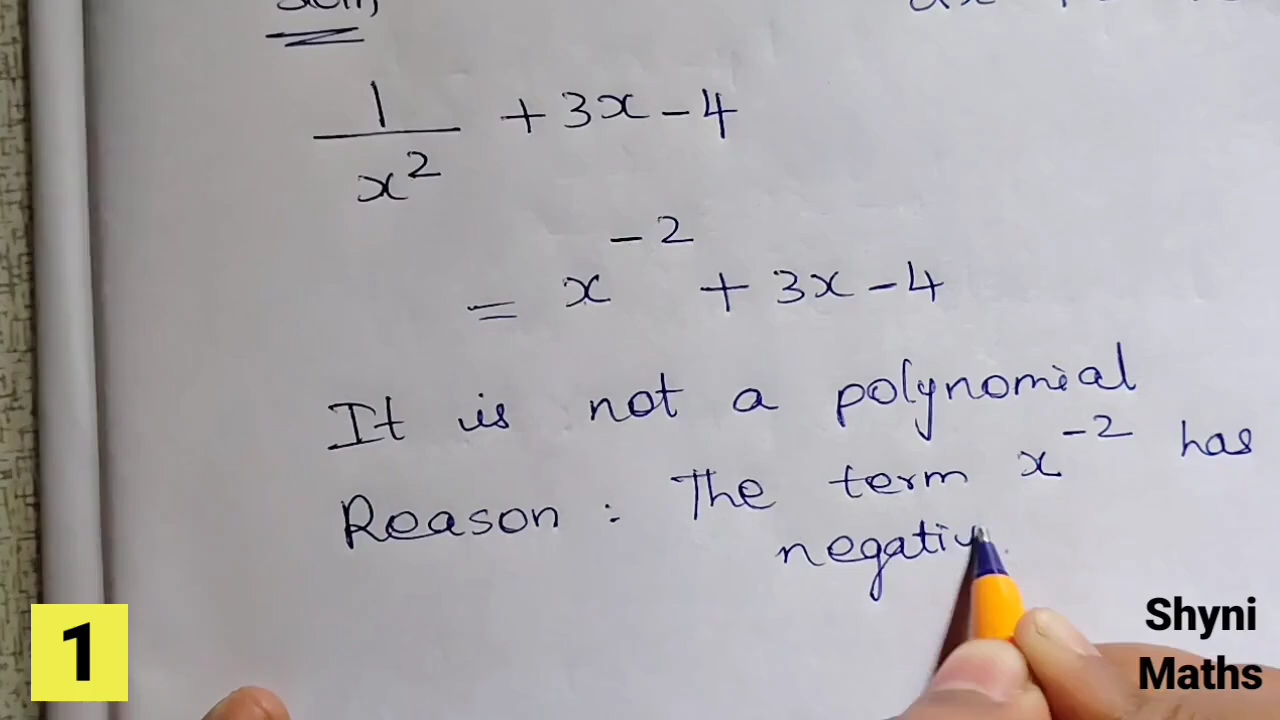 1
—
x² + 3x - 4
= x⁻² + 3x - 4
It is not a polynomial
Reason : The term x⁻² has
negativ
1
Shyni
Maths